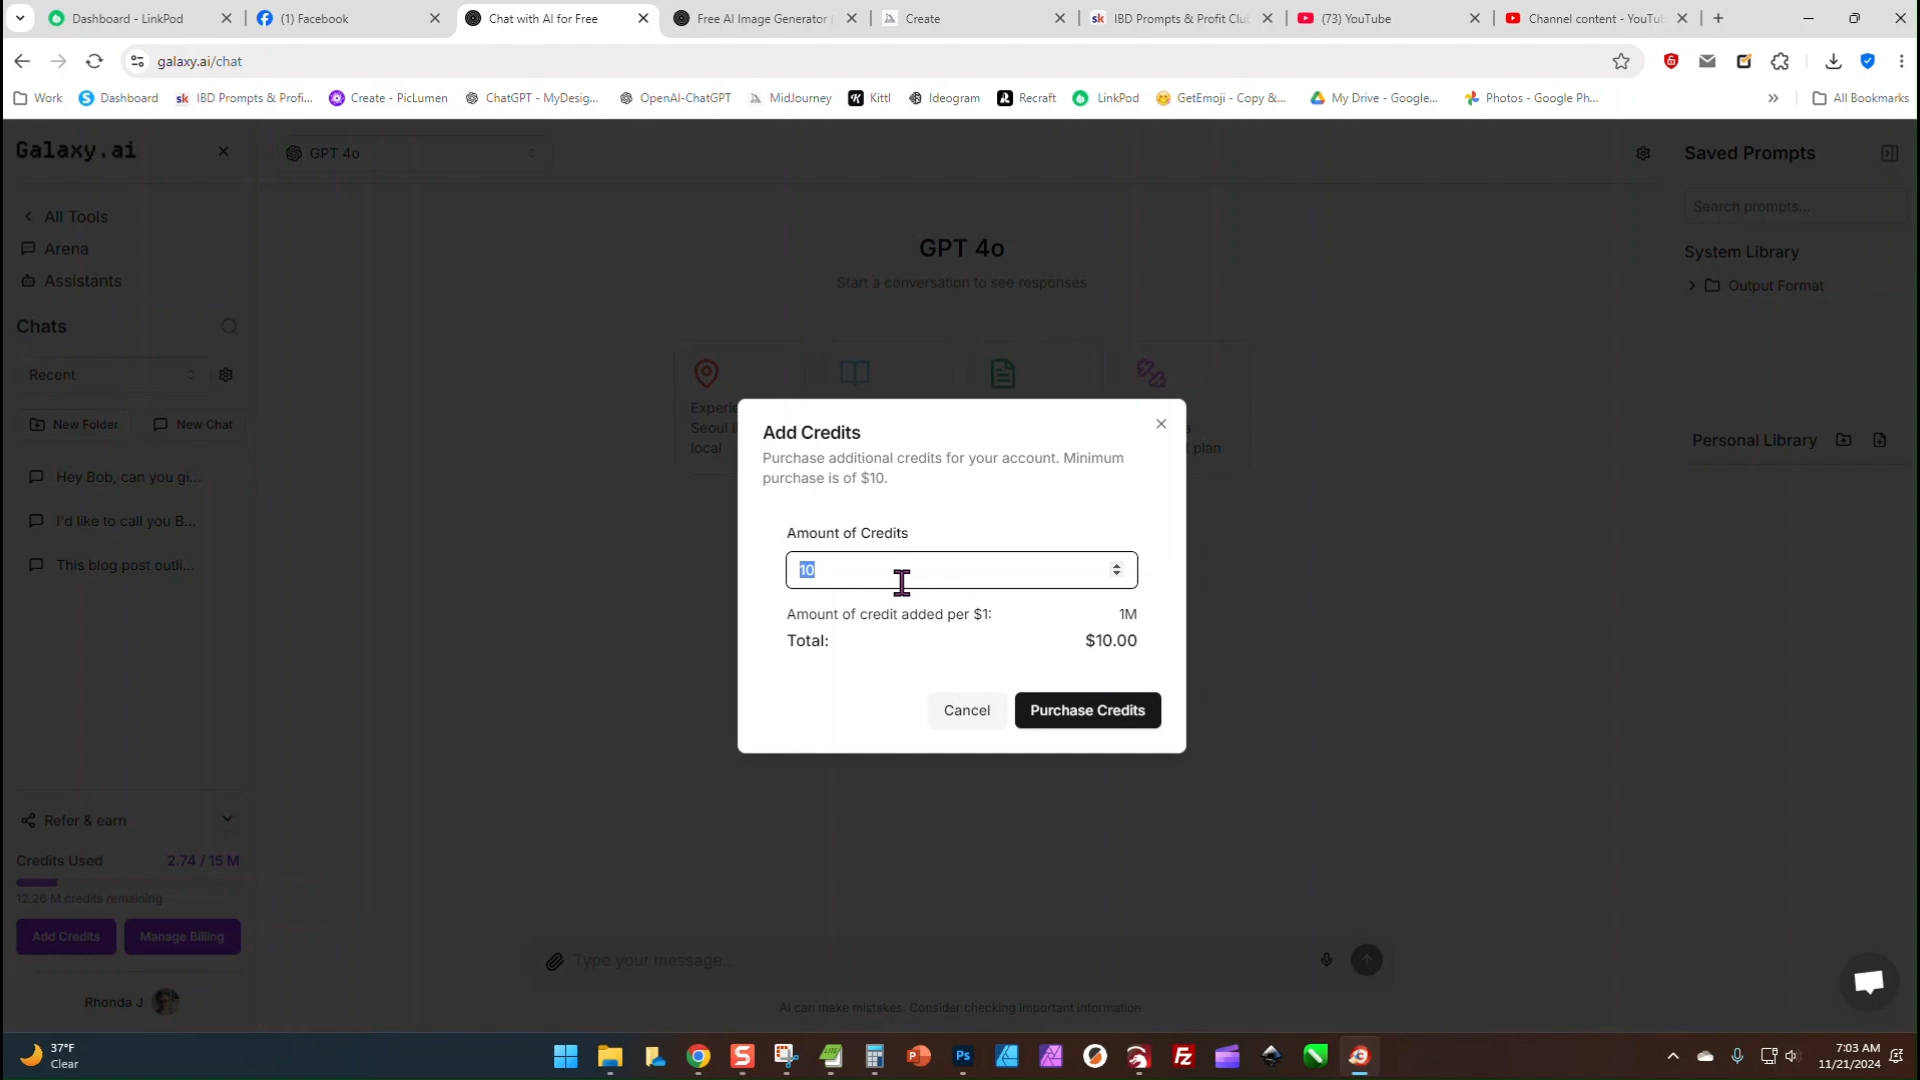 Dashboard - LinkPod
(1) Facebook
Chat with AI for Free
Free AI Image Generator
Create
IBD Prompts & Profit Clu
(73) YouTube
Channel content - YouTu
galaxy.ai/chat
Work
Dashboard
IBD Prompts & Profi...
Create - PicLumen
ChatGPT - MyDesig...
OpenAI-ChatGPT
MidJourney
Kittl
Ideogram
Recraft
LinkPod
GetEmoji - Copy &...
My Drive - Google...
Photos - Google Ph...
All Bookmarks
Galaxy.ai
GPT 4o
Saved Prompts
All Tools
Arena
Assistants
Search prompts...
System Library
Output Format
GPT 4o
Start a conversation to see responses
Chats
Recent
New Folder
New Chat
Hey Bob, can you gi...
I'd like to call you B...
This blog post outli...
Seoul
local
plan
Personal Library
Add Credits
Purchase additional credits for your account. Minimum
purchase is of $10.
Amount of Credits
10
Amount of credit added per $1:
1M
Total:
$10.00
Cancel
Purchase Credits
Refer & earn
Credits Used
2.74 / 15 M
12.26 M credits remaining
Add Credits
Manage Billing
Rhonda J
Type your message...
AI can make mistakes. Consider checking important information
37°F
Clear
7:03 AM
11/21/2024